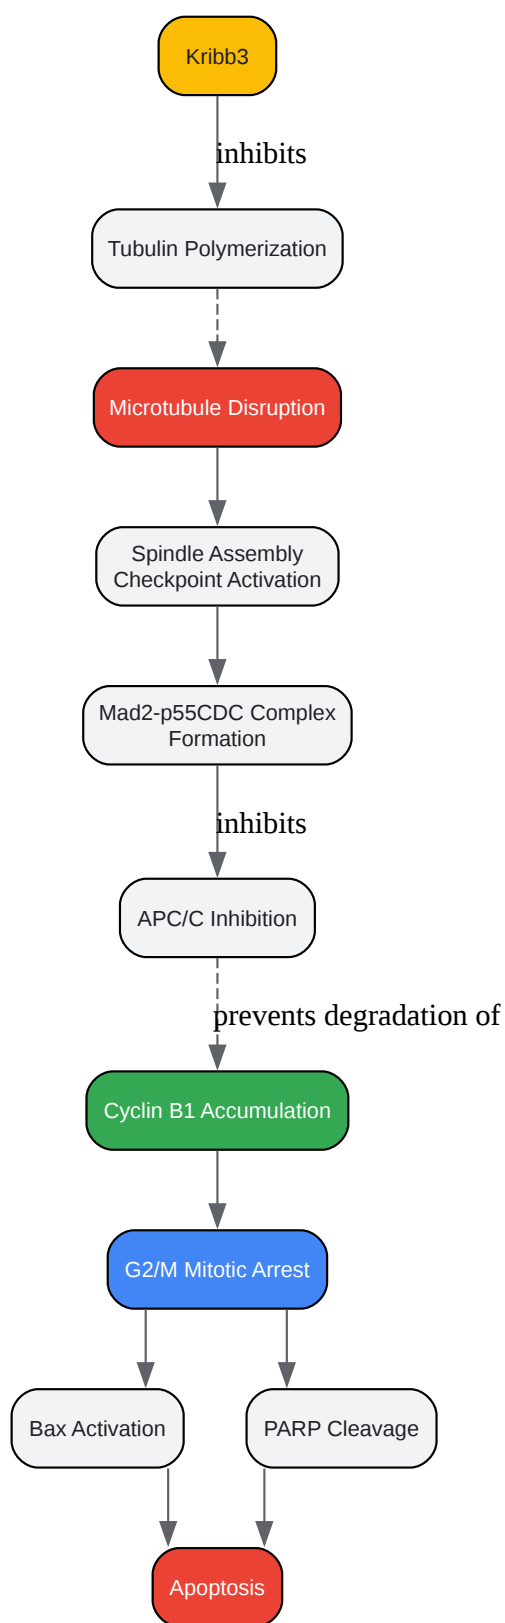 Kribb3
inhibits
Tubulin Polymerization
Microtubule Disruption
Spindle Assembly
Checkpoint Activation
Mad2-p55CDC Complex
Formation
inhibits
APC/C Inhibition
prevents degradation of
Cyclin B1 Accumulation
G2/M Mitotic Arrest
Bax Activation
PARP Cleavage
Apoptosis